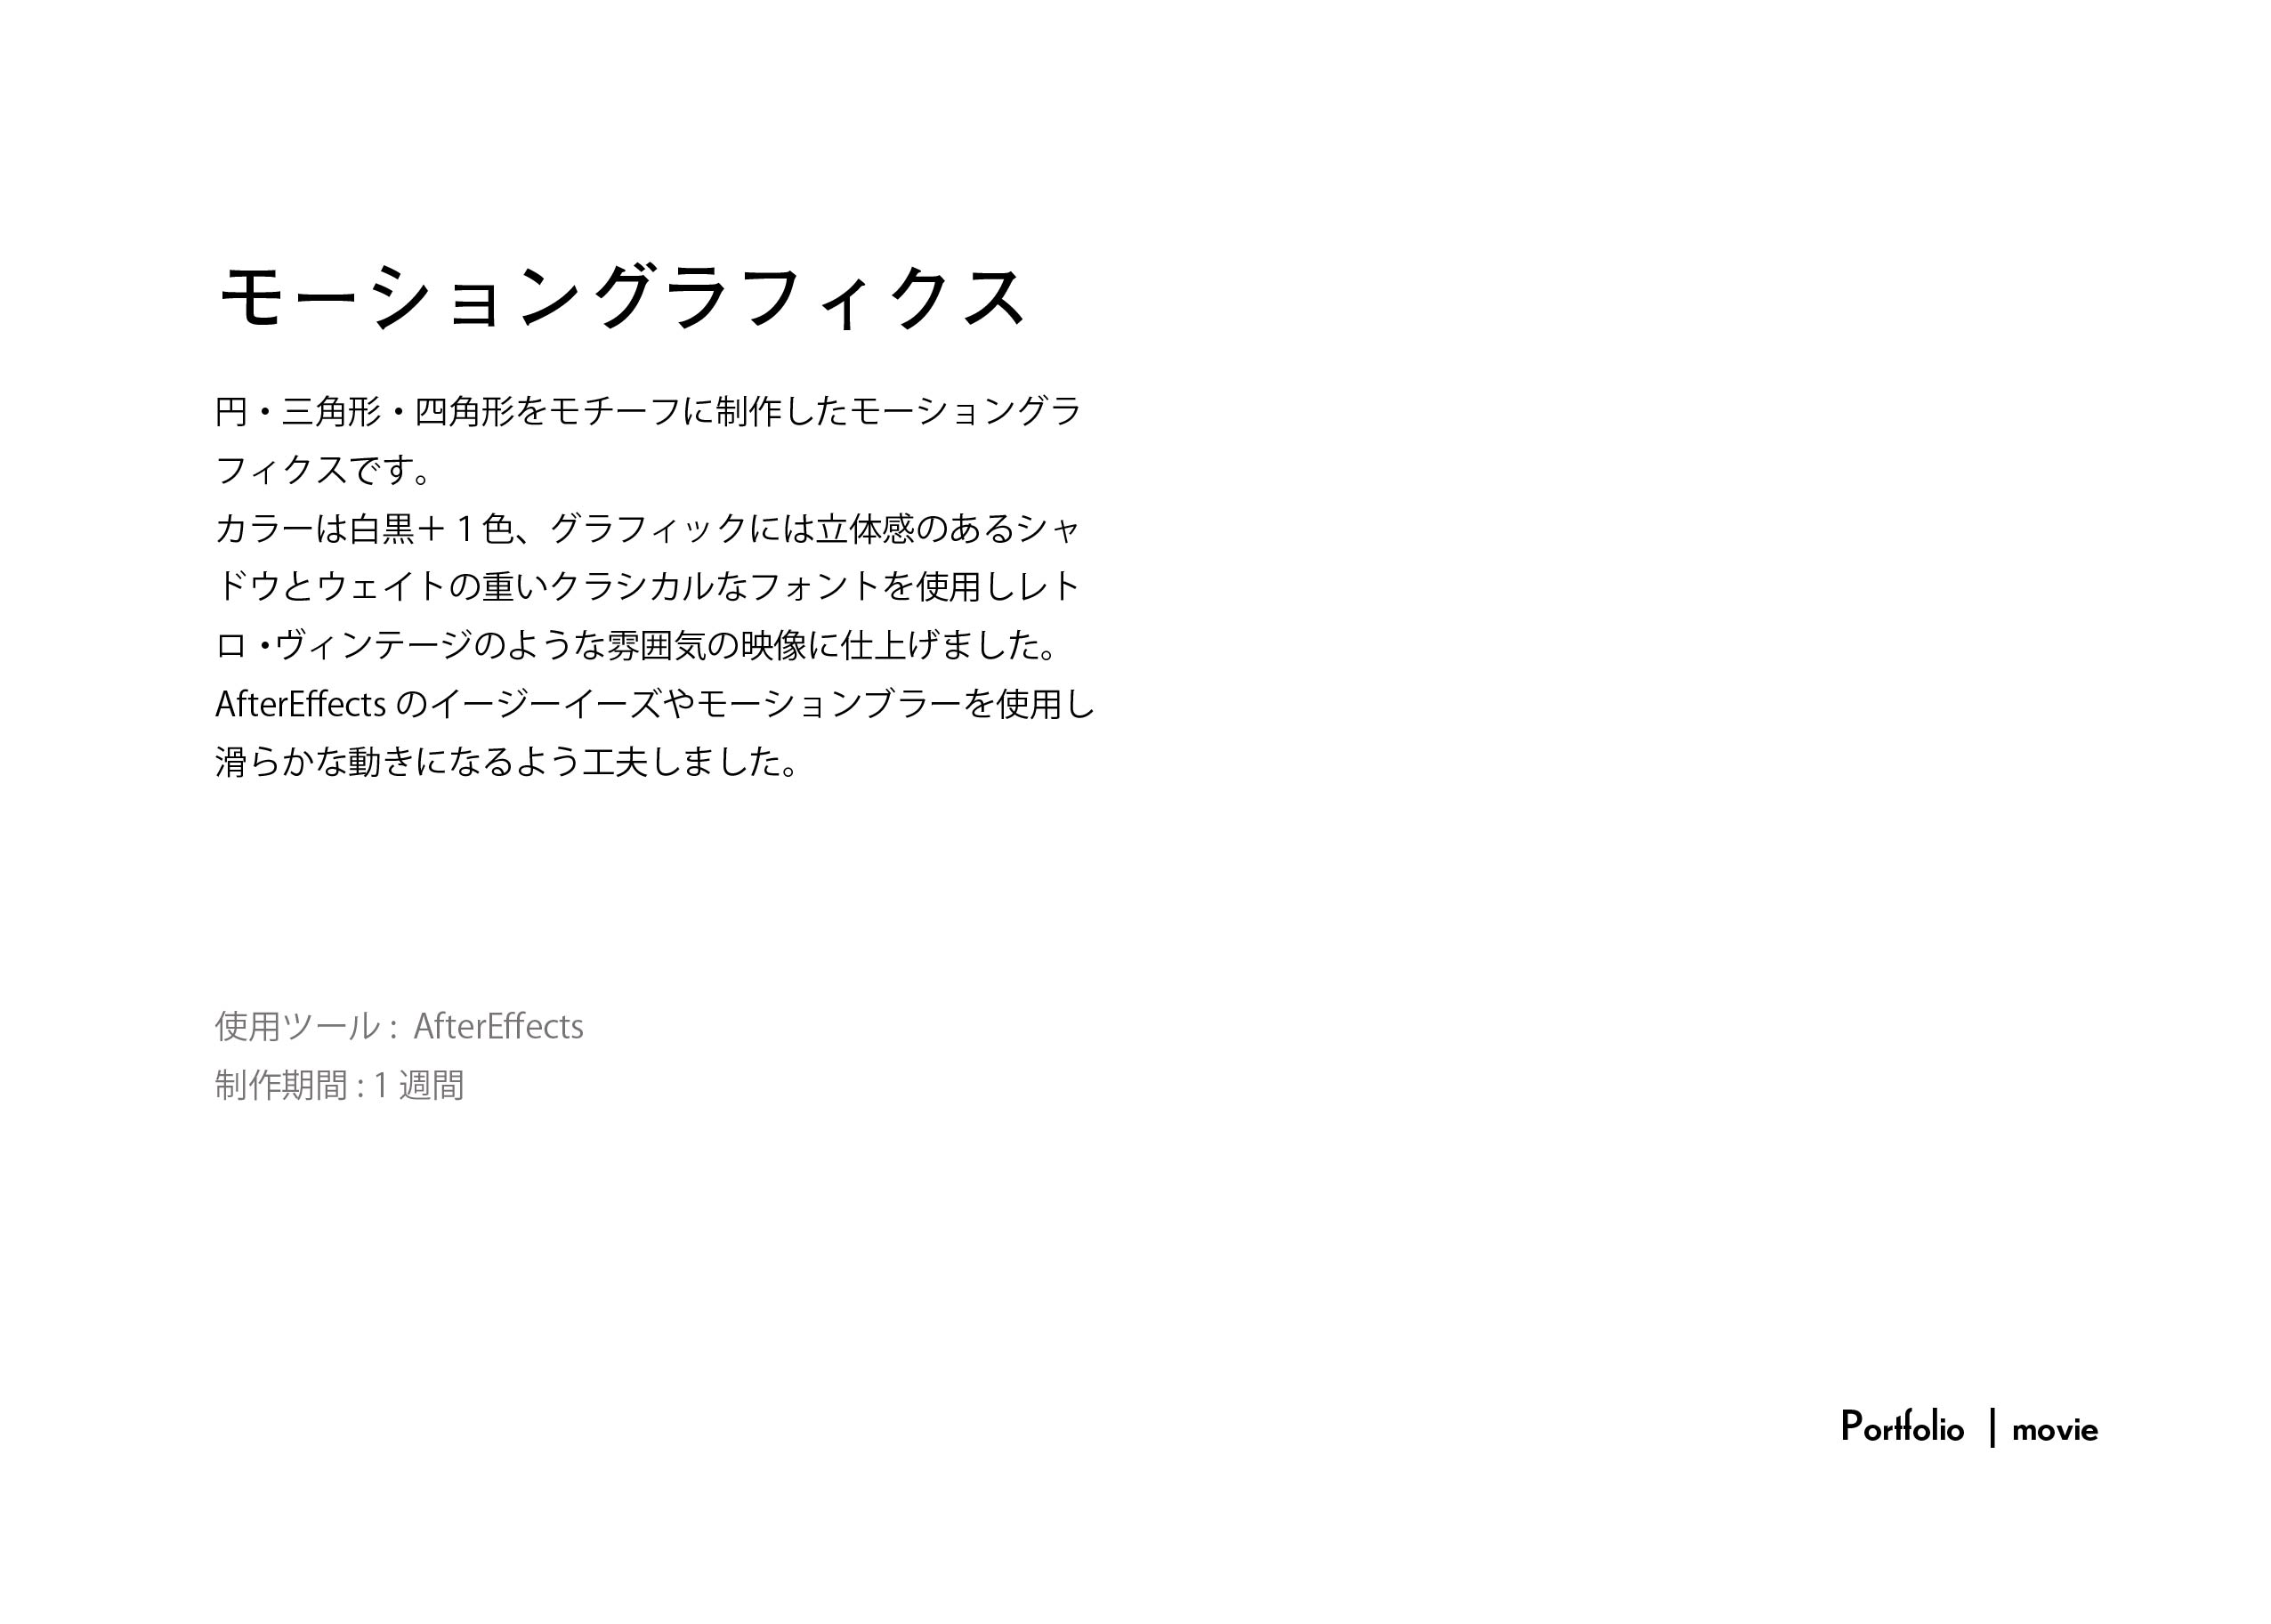 モーショングラフィクス
円・三角形・四角形をモチーフに制作したモーショングラ
フィクスです。
カラーは白黒＋1色、グラフィックには立体感のあるシャ
ドウとウェイトの重いクラシカルなフォントを使用しレト
ロ・ヴィンテージのような雰囲気の映像に仕上げました。
AfterEffects のイージーイーズやモーションブラーを使用し
滑らかな動きになるよう工夫しました。
使用ツール : AfterEffects
制作期間 : 1 週間
Portfolio | movie